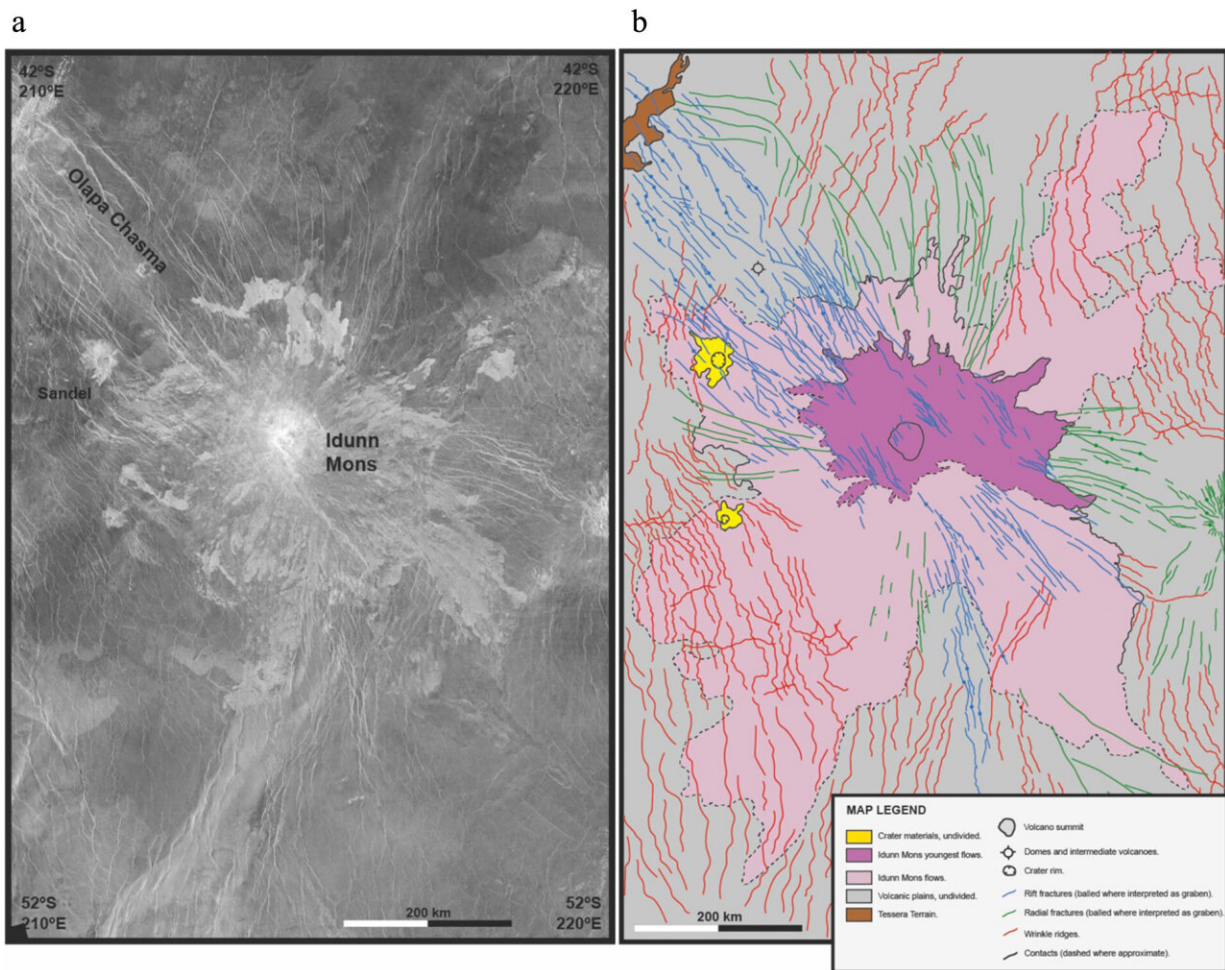 a
b
42ºS
210ºE
42ºS
220ºE
Olapa Chasma
Sandel
Idunn
Mons
52ºS
210ºE
200 km
52ºS
220ºE
200 km
MAP LEGEND
Crater materials, undivided.
Idunn Mons youngest flows.
Idunn Mons flows.
Volcanic plains, undivided.
Tessera Terrain.
Volcano summit
Domes and intermediate volcanoes.
Crater rim.
Rift fractures (balled where interpreted as graben).
Radial fractures (balled where interpreted as graben).
Wrinkle ridges.
Contacts (dashed where approximate).